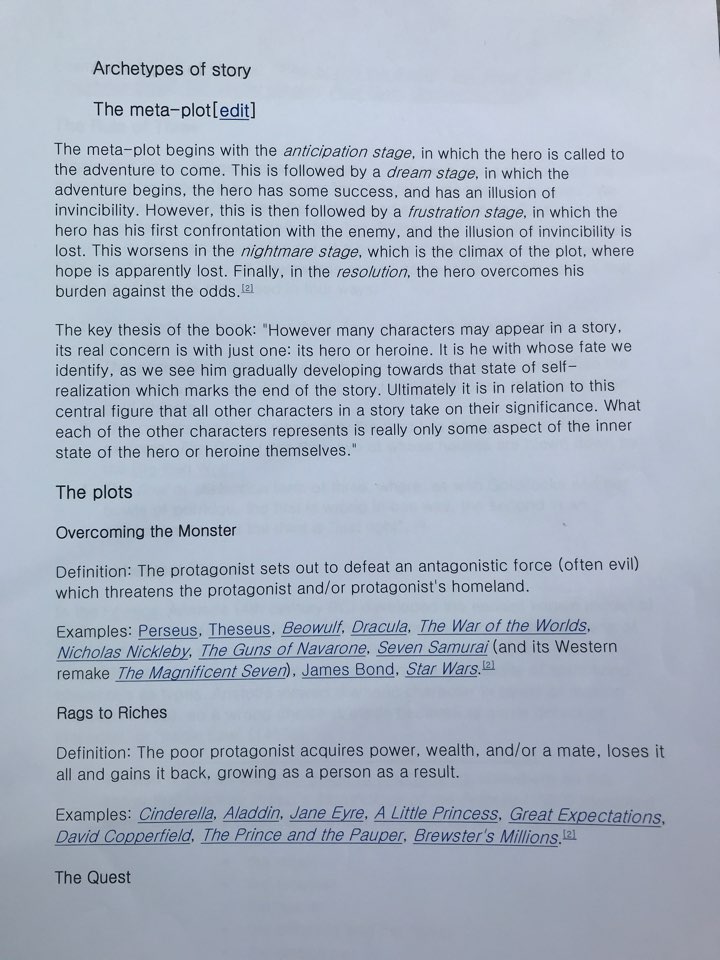 Archetypes of story
The meta-plot[edit]
The meta-plot begins with the anticipation stage, in which the hero is called to
the adventure to come. This is followed by a dream stage, in which the
adventure begins, the hero has some success, and has an illusion of
invincibility. However, this is then followed by a frustration stage, in which the
hero has his first confrontation with the enemy, and the illusion of invincibility is
lost. This worsens in the nightmare stage, which is the climax of the plot, where
hope is apparently lost. Finally, in the resolution, the hero overcomes his
burden against the odds.[2]
The key thesis of the book: "However many characters may appear in a story,
its real concern is with just one: its hero or heroine. It is he with whose fate we
identify, as we see him gradually developing towards that state of self-
realization which marks the end of the story. Ultimately it is in relation to this
central figure that all other characters in a story take on their significance. What
each of the other characters represents is really only some aspect of the inner
state of the hero or heroine themselves."
The plots
Overcoming the Monster
Definition: The protagonist sets out to defeat an antagonistic force (often evil)
which threatens the protagonist and/or protagonist's homeland.
Examples: Perseus, Theseus, Beowulf, Dracula, The War of the Worlds,
Nicholas Nickleby, The Guns of Navarone, Seven Samurai (and its Western
remake The Magnificent Seven), James Bond, Star Wars.[2]
Rags to Riches
Definition: The poor protagonist acquires power, wealth, and/or a mate, loses it
all and gains it back, growing as a person as a result.
Examples: Cinderella, Aladdin, Jane Eyre, A Little Princess, Great Expectations,
David Copperfield, The Prince and the Pauper, Brewster's Millions.[2]
The Quest